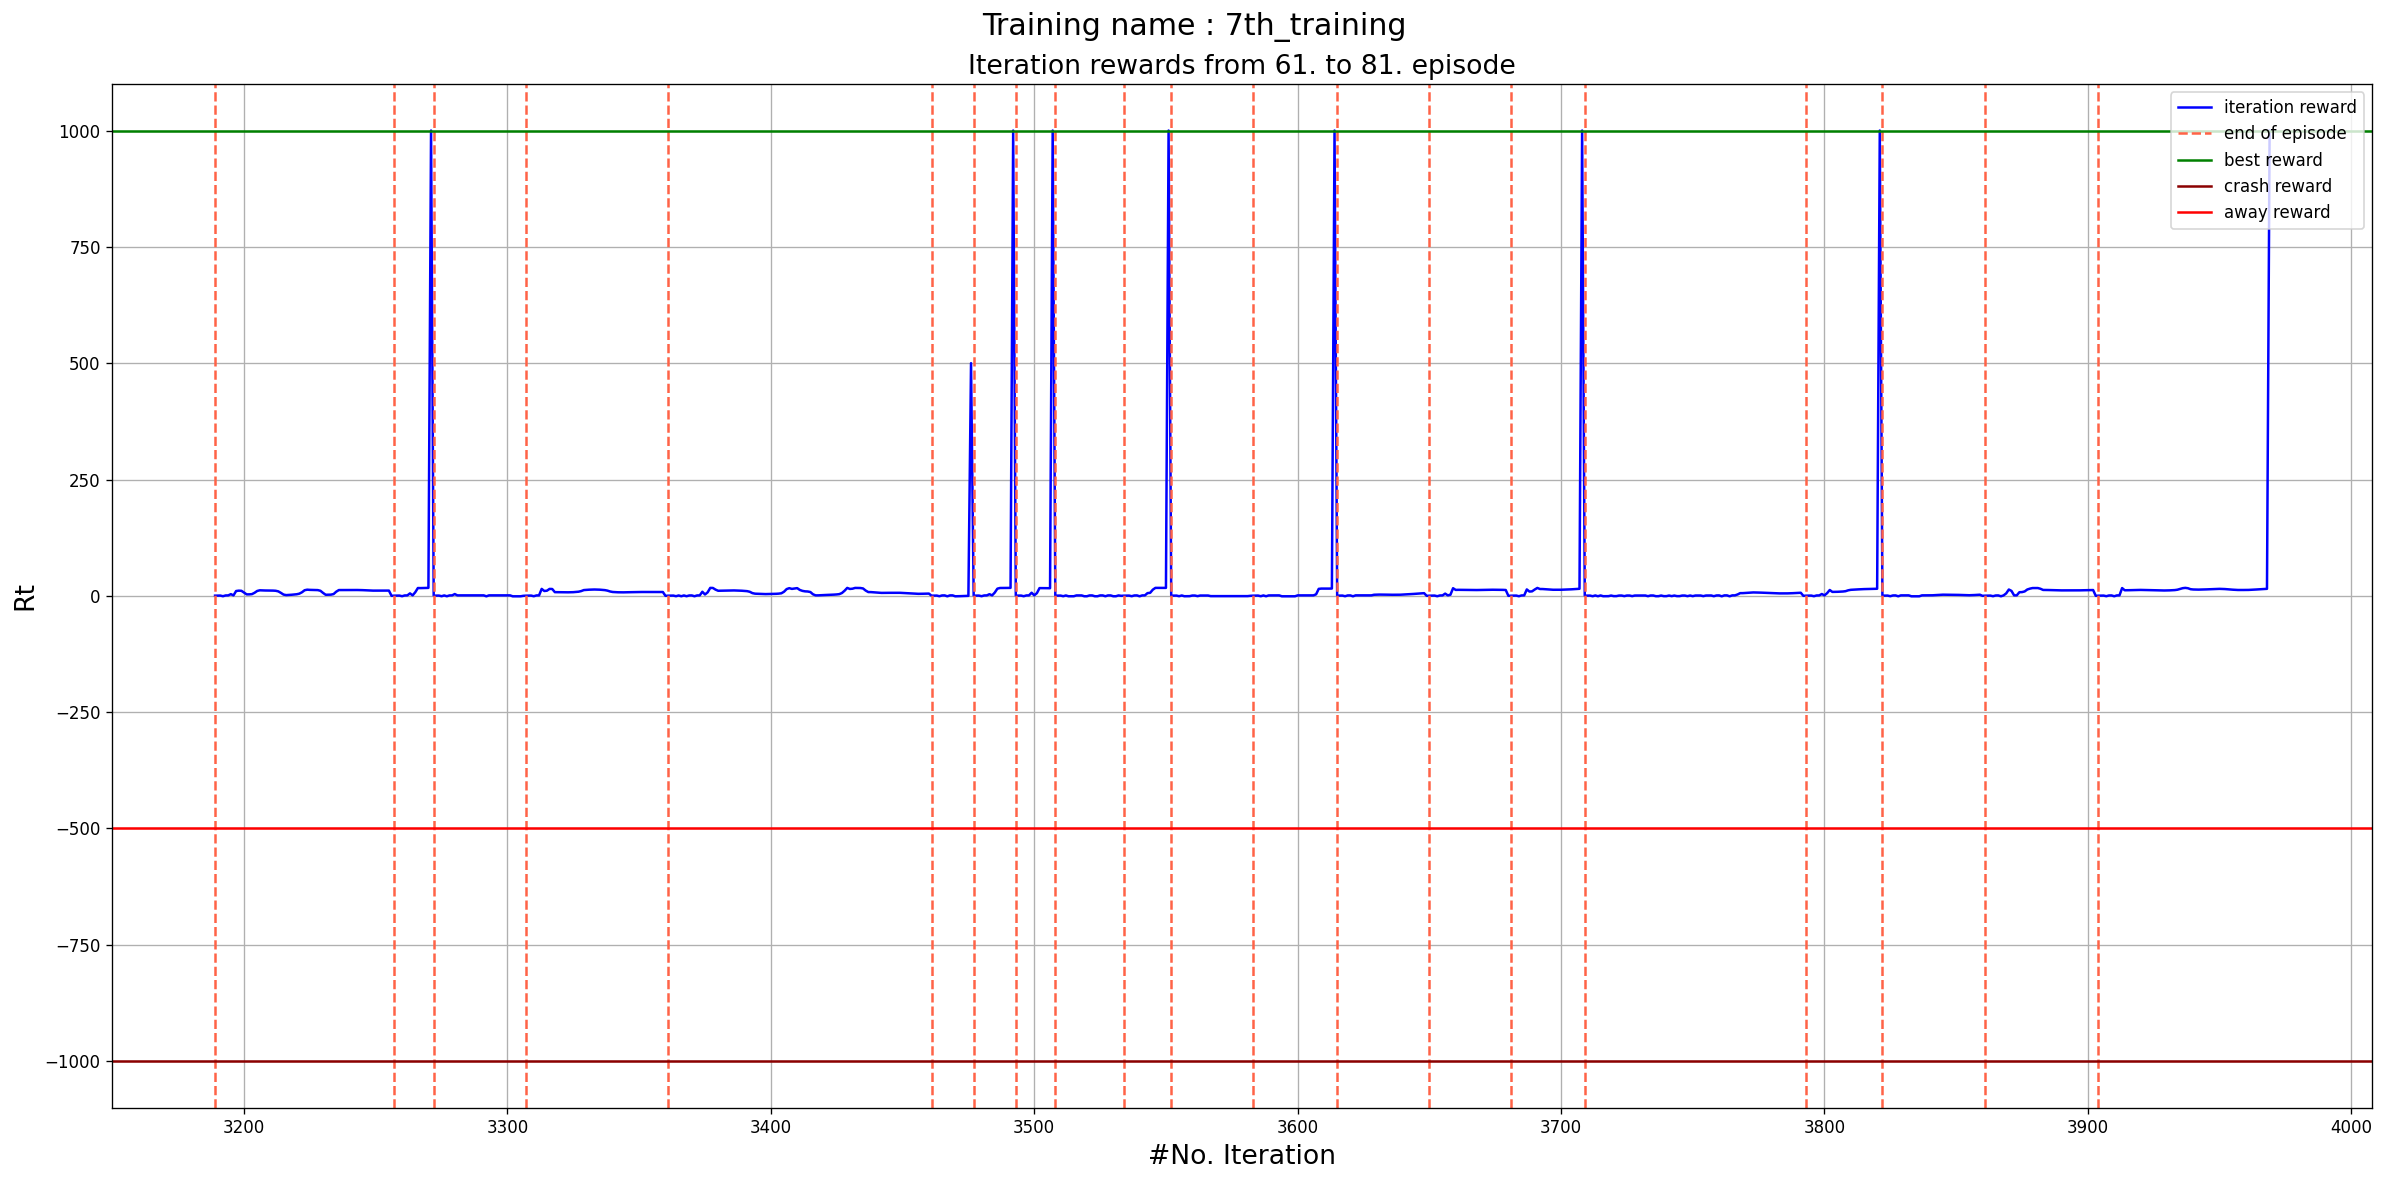 Training name : 7th_training
Iteration rewards from 61. to 81. episode
1000
750
500
250
0
−250
−500
−750
−1000
Rt
iteration reward
end of episode
best reward
crash reward
away reward
3200 3300 3400 3500 3600 3700 3800 3900 4000
#No. Iteration